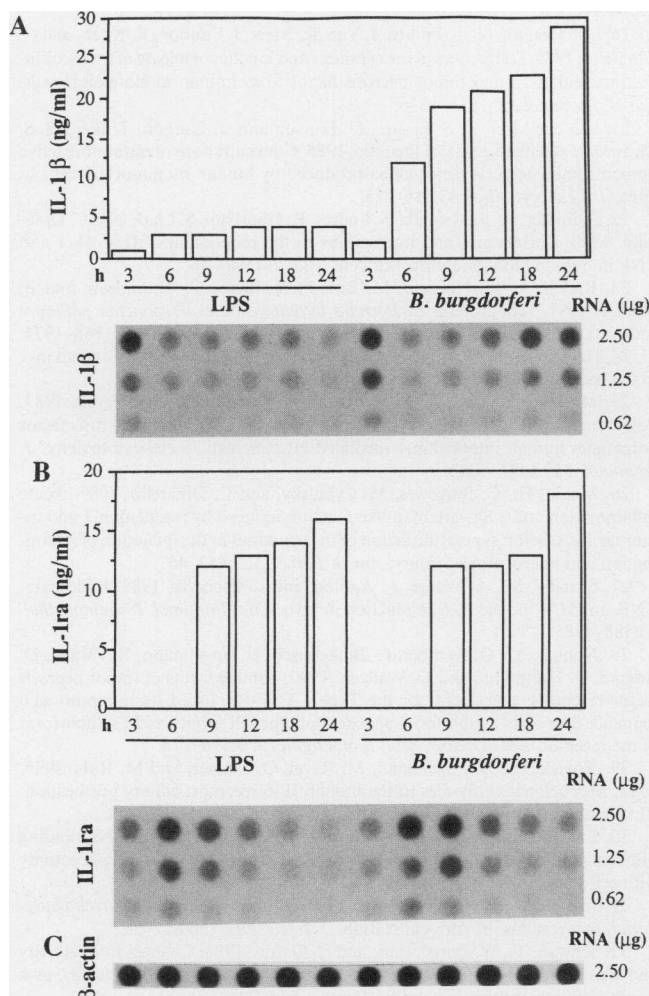 A
IL-1 β (ng/ml)
30
25
20
15
10
5
0
h 3 6 9 12 18 24 3 6 9 12 18 24
LPS B. burgdorferi
RNA (µg)
IL-1β
2.50
1.25
0.62
B
IL-1ra (ng/ml)
20
15
10
5
0
h 3 6 9 12 18 24 3 6 9 12 18 24
LPS B. burgdorferi
RNA (µg)
IL-1ra
2.50
1.25
0.62
C
RNA (µg)
β-actin
2.50